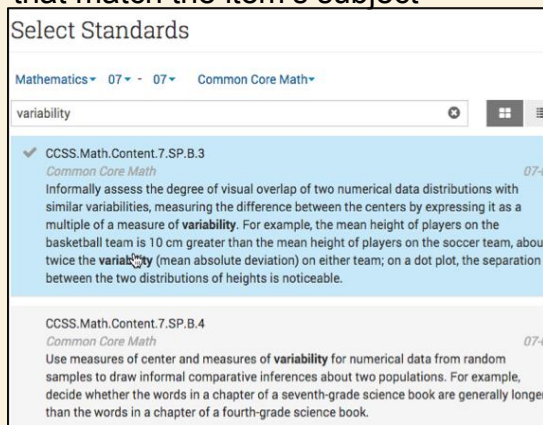 that match the item's subject
Select Standards
Mathematics 07 - 07 Common Core Math
variability
CCSS.Math.Content.7.SP.B.3
Common Core Math 07-
Informally assess the degree of visual overlap of two numerical data distributions with
similar variabilities, measuring the difference between the centers by expressing it as a
multiple of a measure of variability. For example, the mean height of players on the
basketball team is 10 cm greater than the mean height of players on the soccer team, abou
twice the variability (mean absolute deviation) on either team; on a dot plot, the separation
between the two distributions of heights is noticeable.
CCSS.Math.Content.7.SP.B.4
Common Core Math 07-
Use measures of center and measures of variability for numerical data from random
samples to draw informal comparative inferences about two populations. For example,
decide whether the words in a chapter of a seventh-grade science book are generally longer
than the words in a chapter of a fourth-grade science book.